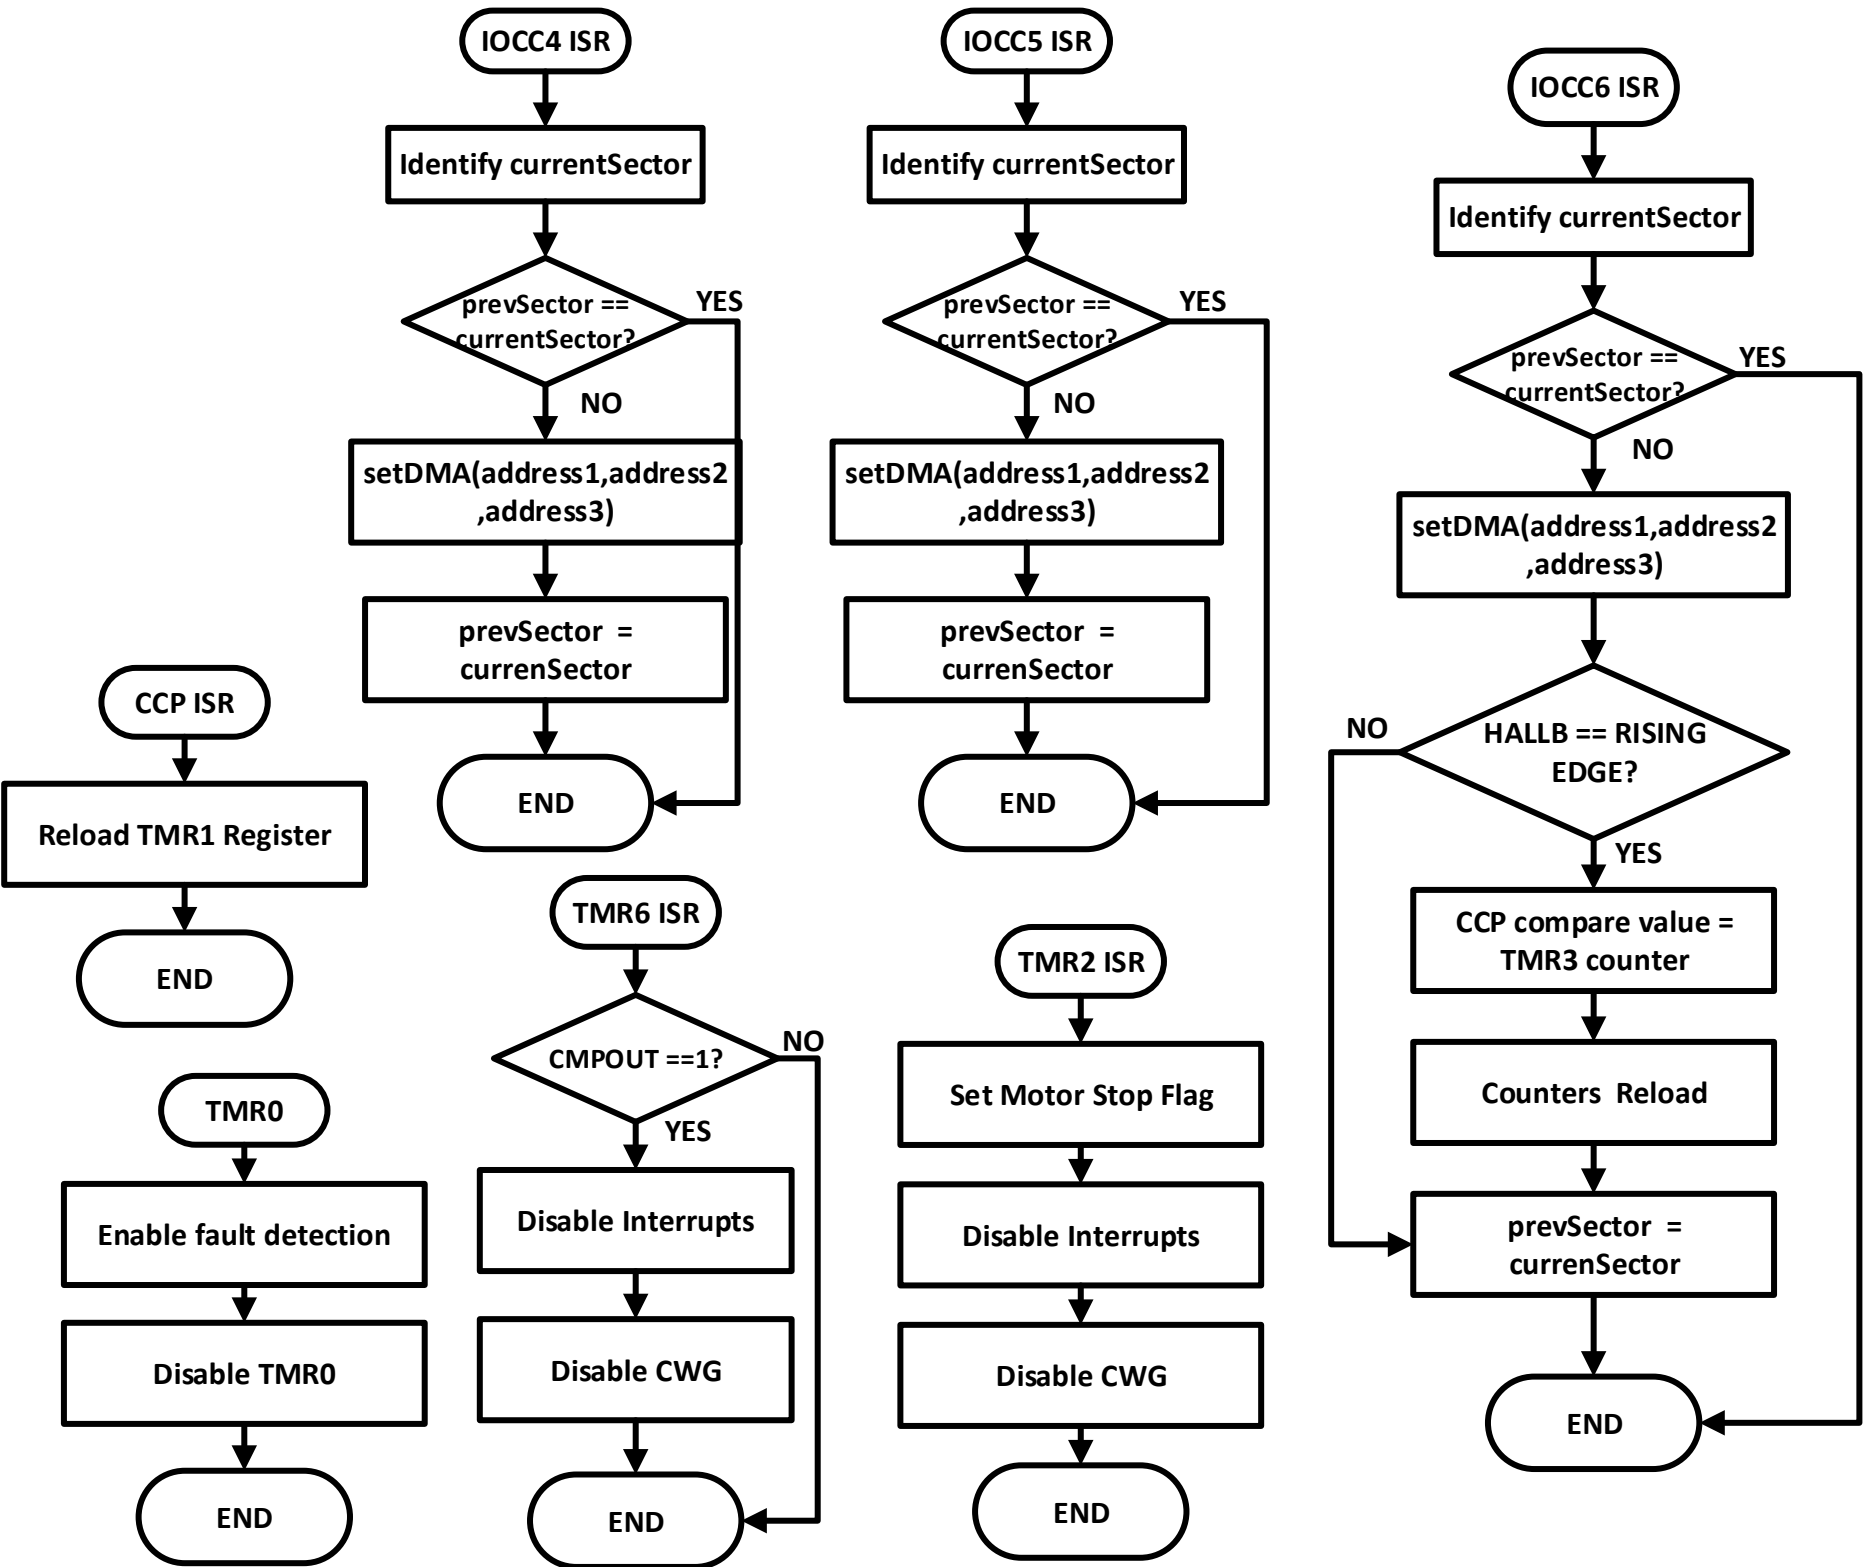 IOCC4 ISR
Identify currentSector
prevSector ==
currentSector?
YES
NO
setDMA(address1,address2
,address3)
prevSector =
currenSector
END
IOCC5 ISR
Identify currentSector
prevSector ==
currentSector?
YES
NO
setDMA(address1,address2
,address3)
prevSector =
currenSector
END
IOCC6 ISR
Identify currentSector
prevSector ==
currentSector?
YES
NO
setDMA(address1,address2
,address3)
HALLB == RISING
EDGE?
NO
YES
CCP compare value =
TMR3 counter
Counters Reload
prevSector =
currenSector
END
CCP ISR
Reload TMR1 Register
END
TMR0
Enable fault detection
Disable TMR0
END
TMR6 ISR
CMPOUT ==1?
NO
YES
Disable Interrupts
Disable CWG
END
TMR2 ISR
Set Motor Stop Flag
Disable Interrupts
Disable CWG
END